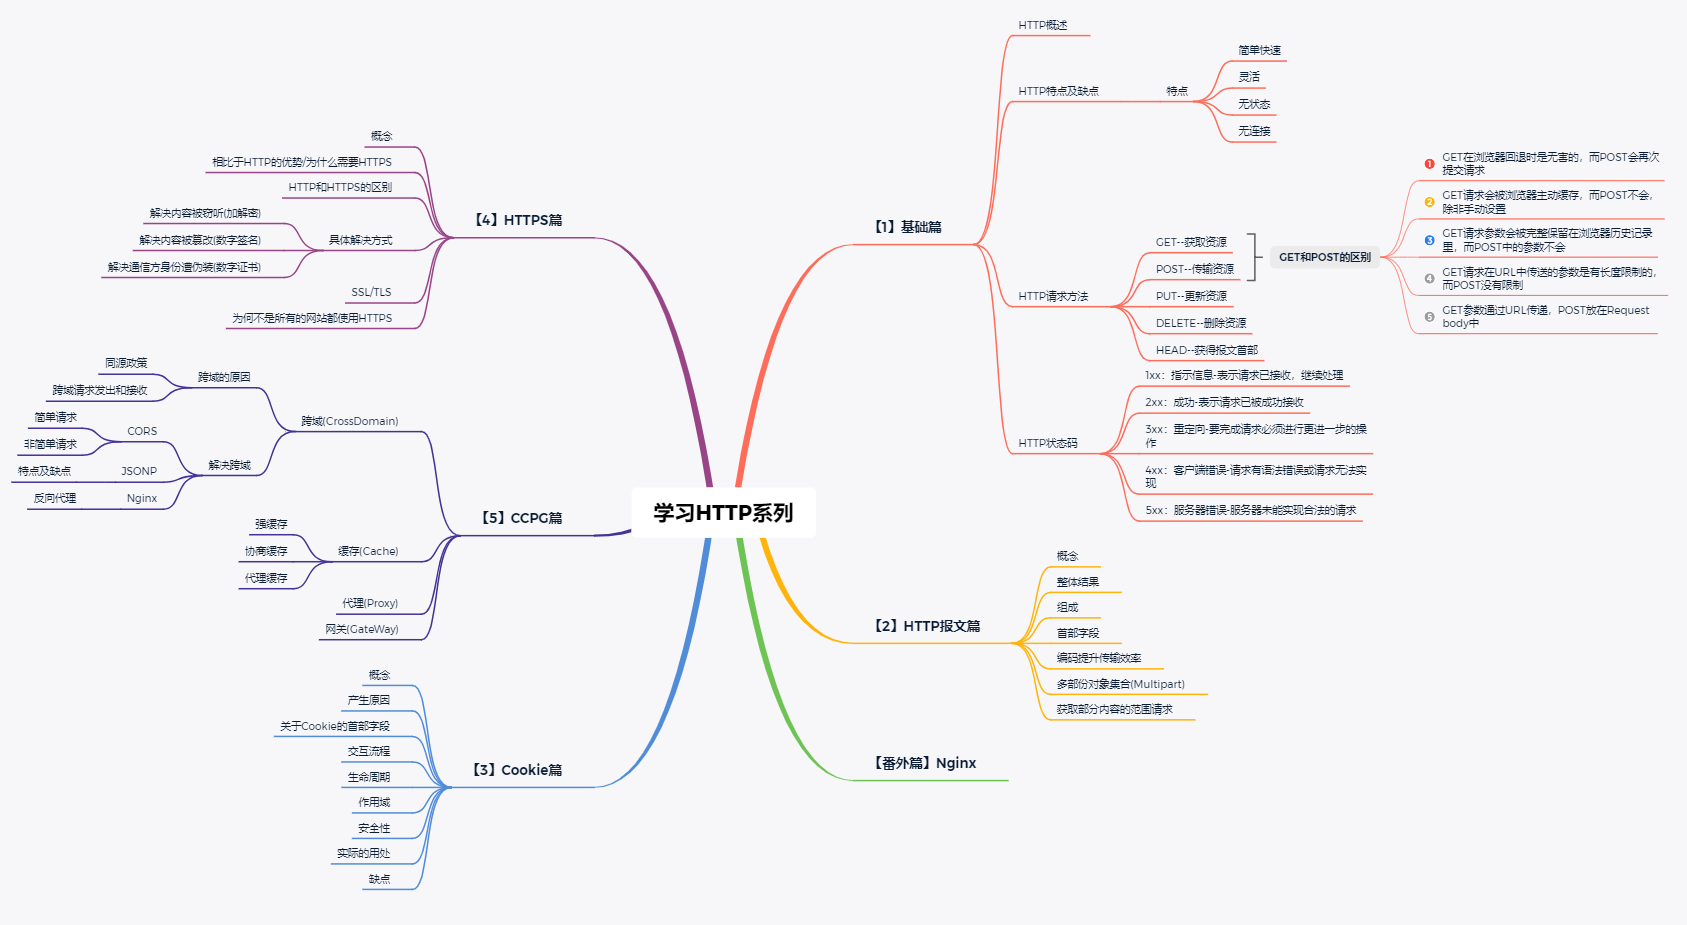 学习HTTP系列
【1】基础篇
HTTP概述
HTTP特点及缺点
特点
简单快速
灵活
无状态
无连接
HTTP请求方法
GET--获取资源
POST--传输资源
PUT--更新资源
DELETE--删除资源
HEAD--获得报文首部
GET和POST的区别
1 GET在浏览器回退时是无害的，而POST会再次
提交请求
2 GET请求会被浏览器主动缓存，而POST不会，
除非手动设置
3 GET请求参数会被完整保留在浏览器历史记录
里，而POST中的参数不会
4 GET请求在URL中传送的参数是有长度限制的，
而POST没有限制
5 GET参数通过URL传递，POST放在Request
body中
HTTP状态码
1xx：指示信息-表示请求已接收，继续处理
2xx：成功-表示请求已被成功接收
3xx：重定向-要完成请求必须进行更进一步的操
作
4xx：客户端错误-请求有语法错误或请求无法实
现
5xx：服务器错误-服务器未能实现合法的请求
【2】HTTP报文篇
概念
整体结果
组成
首部字段
编码提升传输效率
多部份对象集合(Multipart)
获取部分内容的范围请求
【番外篇】Nginx
【4】HTTPS篇
概念
相比于HTTP的优势/为什么需要HTTPS
HTTP和HTTPS的区别
具体解决方式
解决内容被窃听(加解密)
解决内容被篡改(数字签名)
解决通信方身份遭伪装(数字证书)
SSL/TLS
为何不是所有的网站都使用HTTPS
【5】CCPG篇
跨域(CrossDomain)
跨域的原因
同源政策
跨域请求发出和接收
解决跨域
CORS
简单请求
非简单请求
JSONP
特点及缺点
Nginx
反向代理
缓存(Cache)
强缓存
协商缓存
代理缓存
代理(Proxy)
网关(GateWay)
【3】Cookie篇
概念
产生原因
关于Cookie的首部字段
交互流程
生命周期
作用域
安全性
实际的用处
缺点